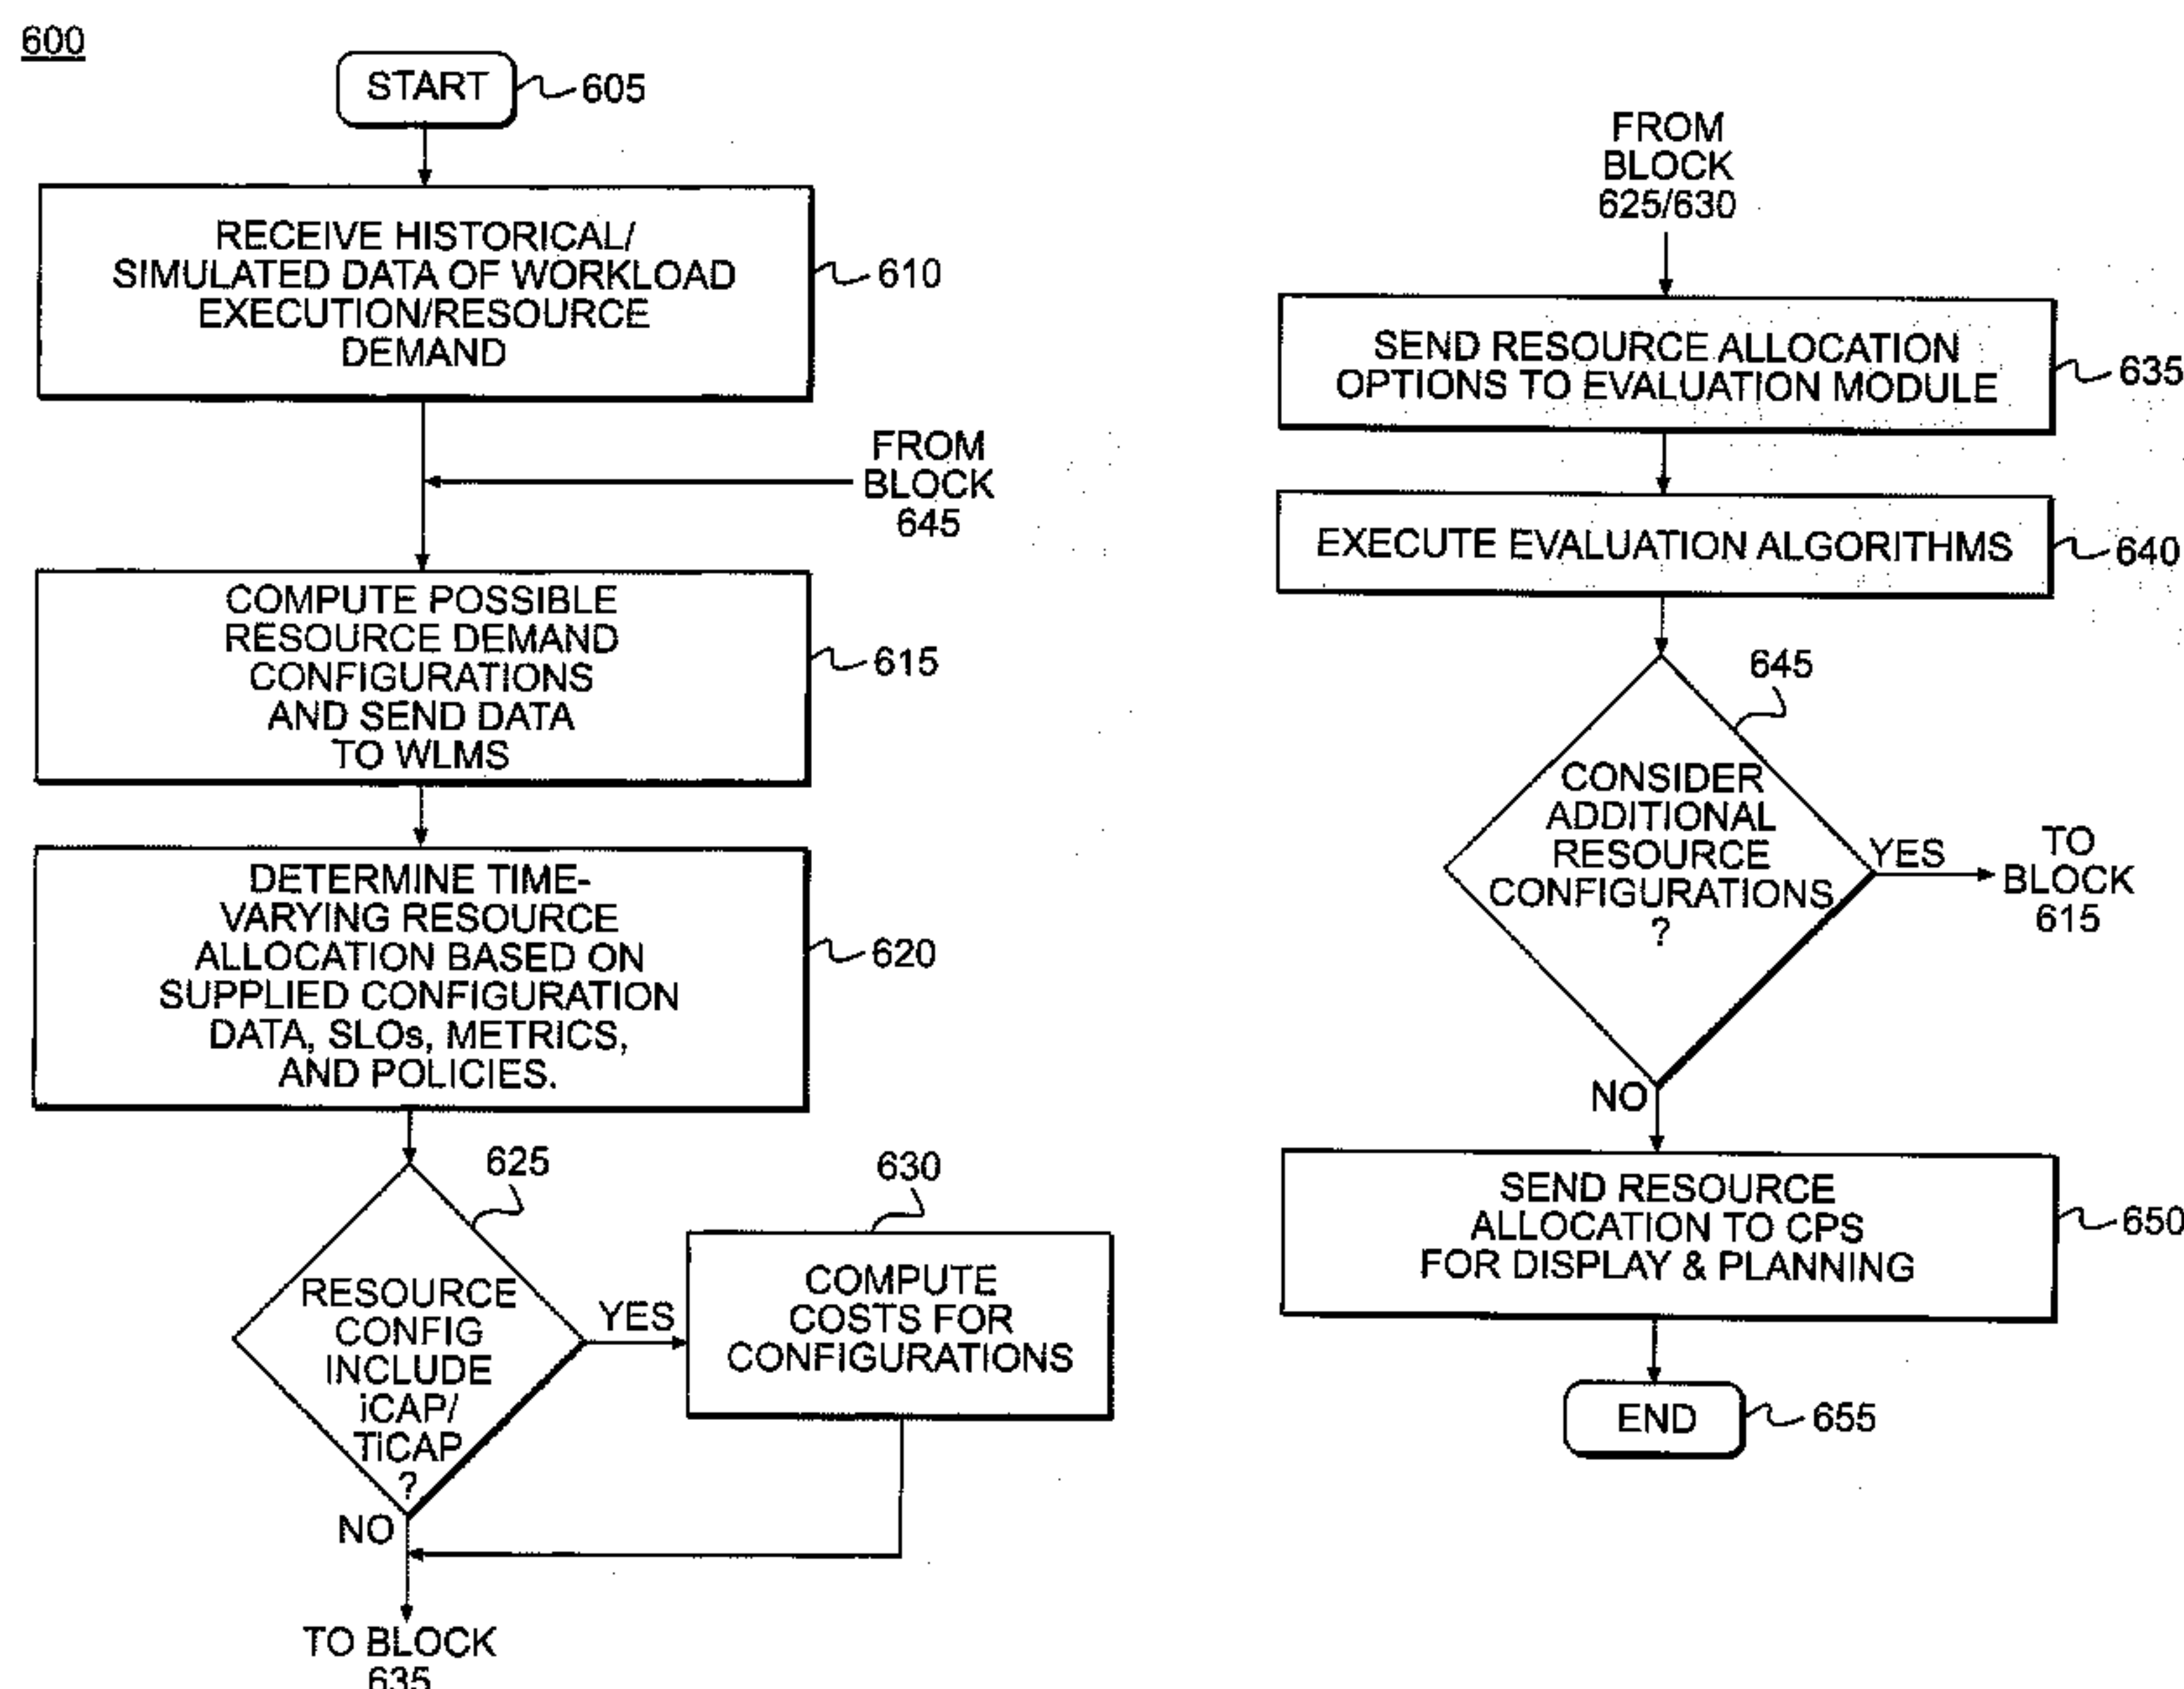 600
START
605
RECEIVE HISTORICAL/
SIMULATED DATA OF WORKLOAD
EXECUTION/RESOURCE
DEMAND
610
FROM
BLOCK
645
COMPUTE POSSIBLE
RESOURCE DEMAND
CONFIGURATIONS
AND SEND DATA
TO WLMS
615
DETERMINE TIME-
VARYING RESOURCE
ALLOCATION BASED ON
SUPPLIED CONFIGURATION
DATA, SLOs, METRICS,
AND POLICIES.
620
625
RESOURCE
CONFIG
INCLUDE
iCAP/
TiCAP
?
YES
NO
630
COMPUTE
COSTS FOR
CONFIGURATIONS
TO BLOCK
635
FROM
BLOCK
625/630
SEND RESOURCE ALLOCATION
OPTIONS TO EVALUATION MODULE
635
EXECUTE EVALUATION ALGORITHMS
640
645
CONSIDER
ADDITIONAL
RESOURCE
CONFIGURATIONS
?
YES
TO
BLOCK
615
NO
SEND RESOURCE
ALLOCATION TO CPS
FOR DISPLAY & PLANNING
650
END
655